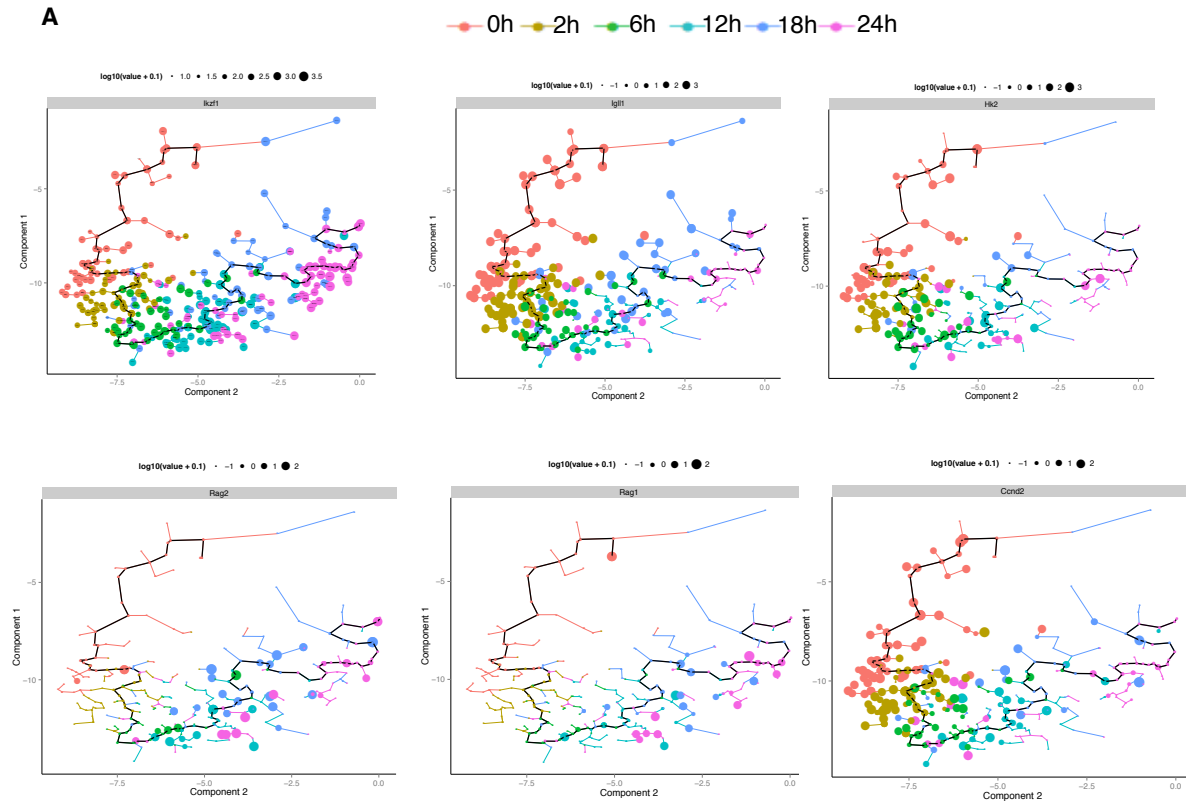 A
0h 2h 6h 12h 18h 24h
log10(value + 0.1) 1.0 1.5 2.0 2.5 3.0 3.5
Ikzf1
−5
−10
Component 1
−7.5 −5.0 −2.5 0.0
Component 2
log10(value + 0.1) −1 0 1 2 3
Igll1
−5
−10
Component 1
−7.5 −5.0 −2.5 0.0
Component 2
log10(value + 0.1) −1 0 1 2 3
Hk2
−5
−10
Component 1
−7.5 −5.0 −2.5 0.0
Component 2
log10(value + 0.1) −1 0 1 2
Rag2
−5
−10
Component 1
−7.5 −5.0 −2.5 0.0
Component 2
log10(value + 0.1) −1 0 1 2
Rag1
−5
−10
Component 1
−7.5 −5.0 −2.5 0.0
Component 2
log10(value + 0.1) −1 0 1 2
Ccnd2
−5
−10
Component 1
−7.5 −5.0 −2.5 0.0
Component 2